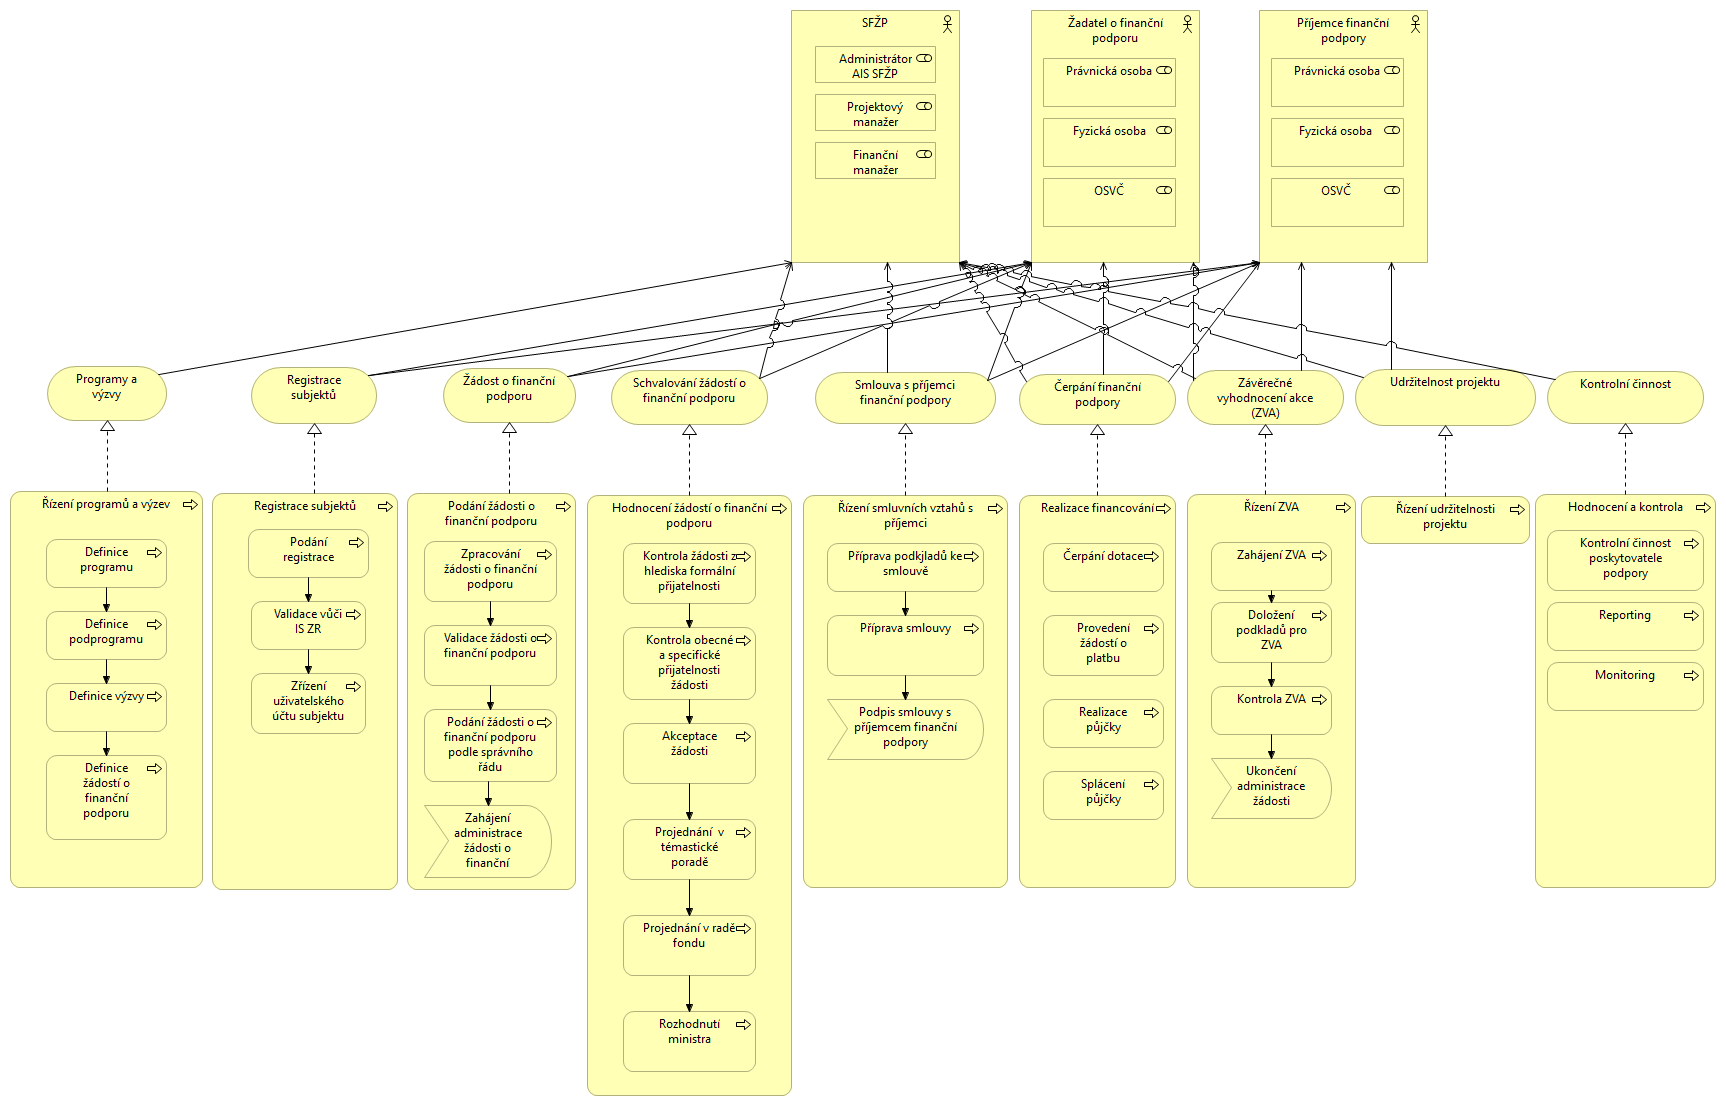 SFŽP
Administrátor
AIS SFŽP
Projektový
manažer
Finanční
manažer
Žadatel o finanční
podporu
Právnická osoba
Fyzická osoba
OSVČ
Příjemce finanční
podpory
Právnická osoba
Fyzická osoba
OSVČ
Programy a
výzvy
Registrace
subjektů
Žádost o finanční
podporu
Schvalování žádostí o
finanční podporu
Smlouva s příjemci
finanční podpory
Čerpání finanční
podpory
Závěrečné
vyhodnocení akce
(ZVA)
Udržitelnost projektu
Kontrolní činnost
Řízení programů a výzev
Definice
programu
Definice
podprogramu
Definice výzvy
Definice
žádostí o
finanční
podporu
Registrace subjektů
Podání
registrace
Validace vůči
IS ZR
Zřízení
uživatelského
účtu subjektu
Podání žádosti o
finanční podporu
Zpracování
žádosti o finanční
podporu
Validace žádosti o
finanční podporu
Podání žádosti o
finanční podporu
podle správního
řádu
Zahájení
administrace
žádosti o
finanční
Hodnocení žádostí o finanční
podporu
Kontrola žádosti z
hlediska formální
přijatelnosti
Kontrola obecné
a specifické
přijatelnosti
žádosti
Akceptace
žádosti
Projednání v
témastické
poradě
Projednání v radě
fondu
Rozhodnutí
ministra
Řízení smluvních vztahů s
příjemci
Příprava podkjladů ke
smlouvě
Příprava smlouvy
Podpis smlouvy s
příjemcem finanční
podpory
Realizace financování
Čerpání dotace
Provedení
žádostí o
platbu
Realizace
půjčky
Splácení
půjčky
Řízení ZVA
Zahájení ZVA
Doložení
podkladů pro
ZVA
Kontrola ZVA
Ukončení
administrace
žádosti
Řízení udržitelnosti
projektu
Hodnocení a kontrola
Kontrolní činnost
poskytovatele
podpory
Reporting
Monitoring